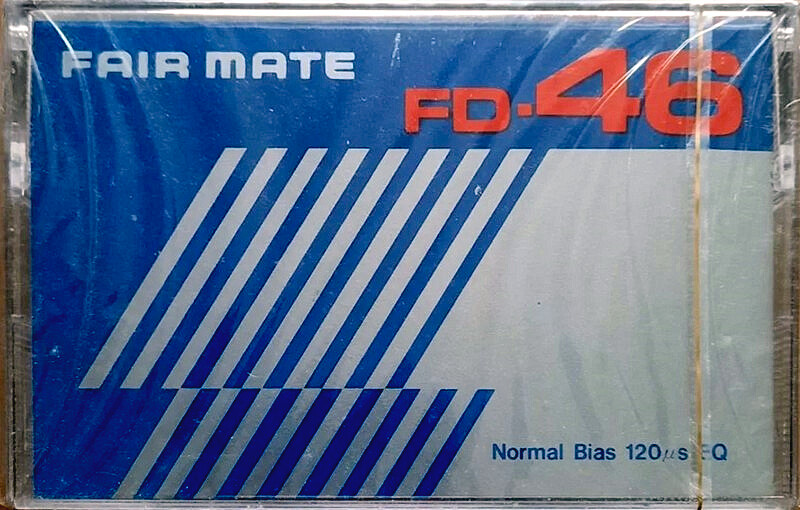 FAIR MATE
FD-46
Normal Bias 120μs EQ